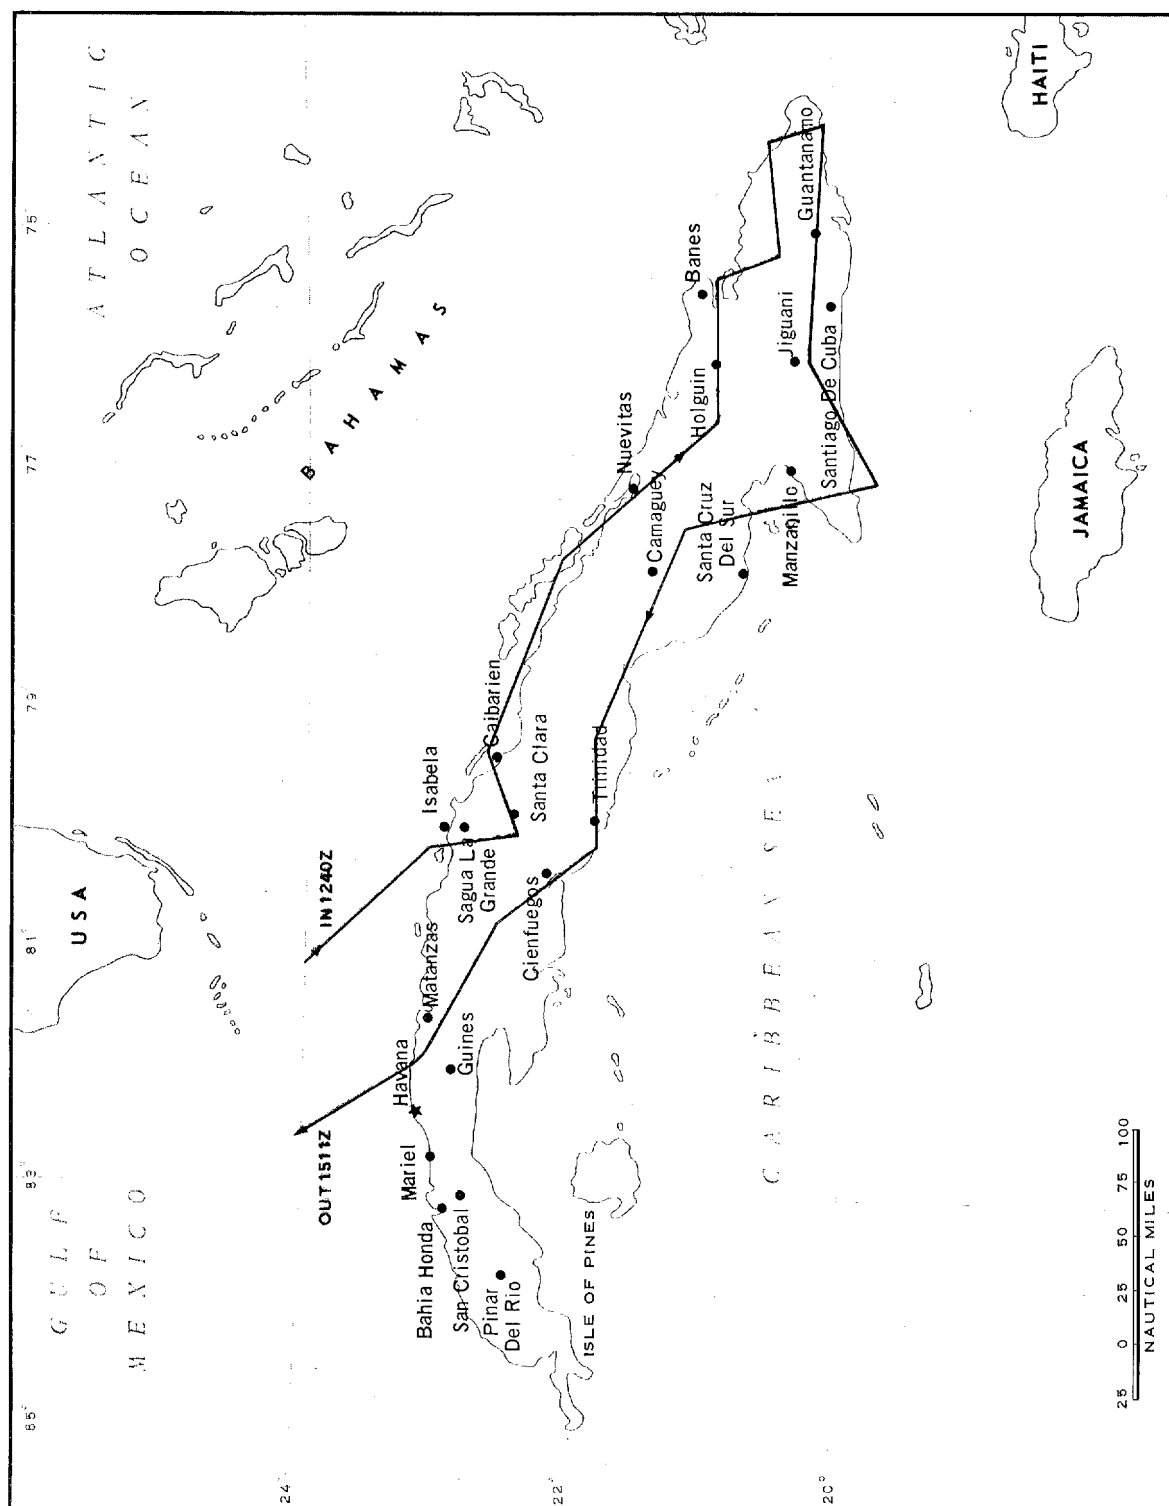 GULF
OF
MEXICO
USA
ATLANTIC
OCEAN
BAHAMAS
85°
83°
81°
79°
77°
75°
24°
22°
20°
OUT 1511Z
IN 1240Z
Havana
Mariel
Bahia Honda
San Cristobal
Pinar
Del Rio
Guines
Matanzas
Isabela
Sagua La
Grande
Santa Clara
Caibarien
Cienfuegos
Trinidad
Nuevitas
Camaguey
Santa Cruz
Del Sur
Holguin
Banes
Manzanillo
Jiguani
Santiago De Cuba
Guantanamo
ISLE OF PINES
CARIBBEAN SEA
JAMAICA
HAITI
25 0 25 50 75 100
NAUTICAL MILES